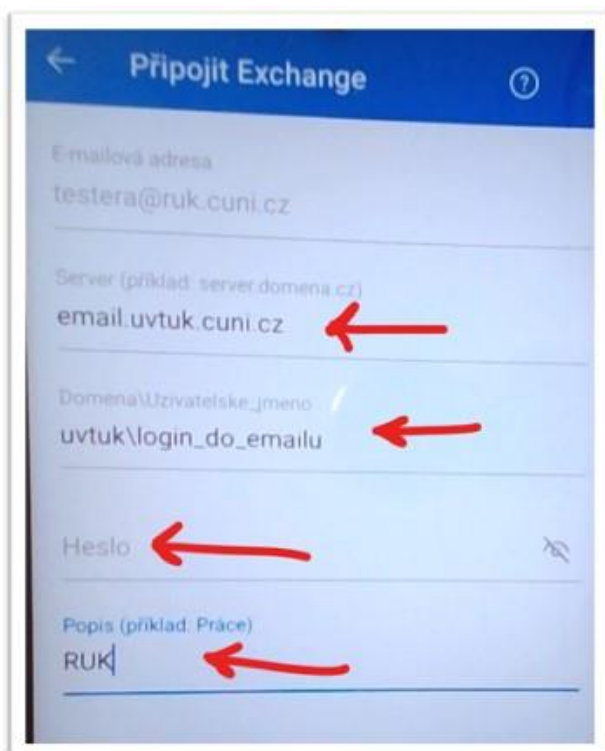 Připojit Exchange
E-mailová adresa
testera@ruk.cuni.cz
Server (příklad: server.domena.cz)
email.uvtuk.cuni.cz
Domena\Uzivatelske_jmeno
uvtuk\login_do_emailu
Heslo
Popis (příklad: Práce)
RUK